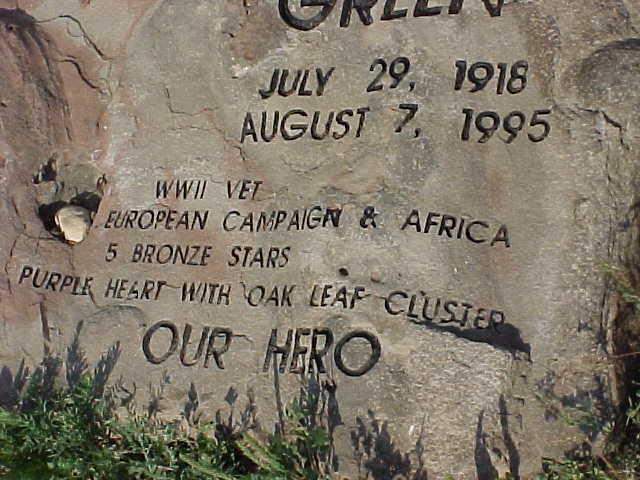 GREEN
JULY 29, 1918
AUGUST 7, 1995
WWII VET
EUROPEAN CAMPAIGN & AFRICA
5 BRONZE STARS
PURPLE HEART WITH OAK LEAF CLUSTER
OUR HERO